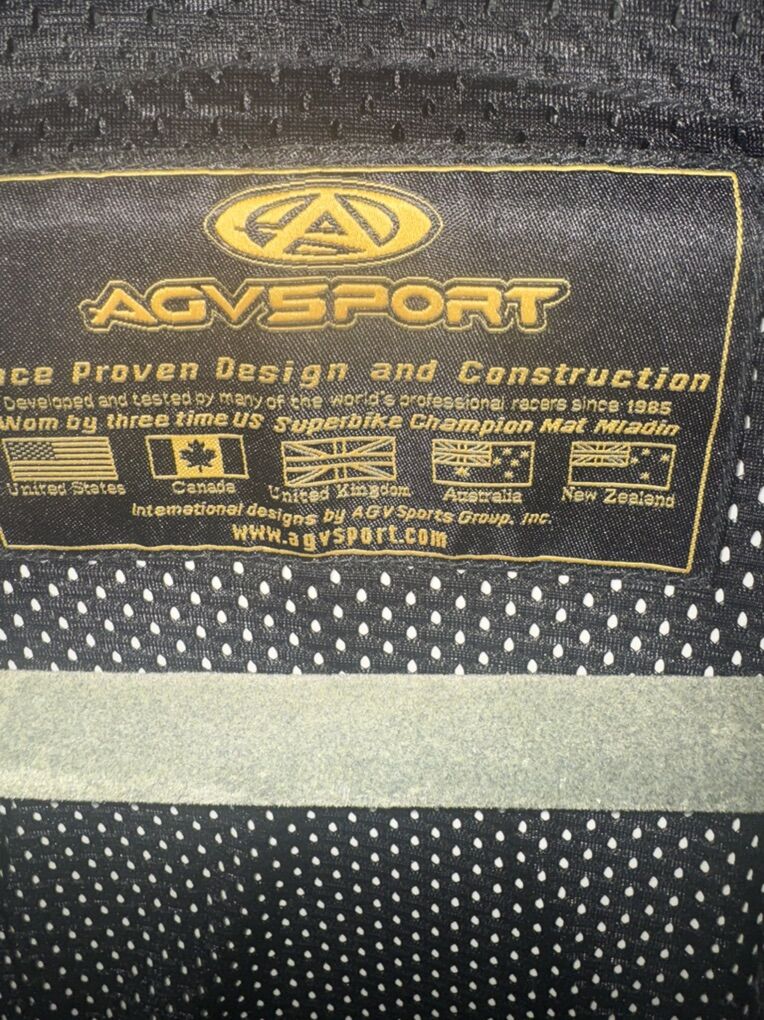 AGVSPORT
Proven Design and Construction
Developed and tested by many of the world's professional racers since 1985
Worn by three time US Superbike Champion Mat Mladin
United States
Canada
United Kingdom
Australia
New Zealand
International designs by AGV Sports Group, Inc.
www.agvsport.com